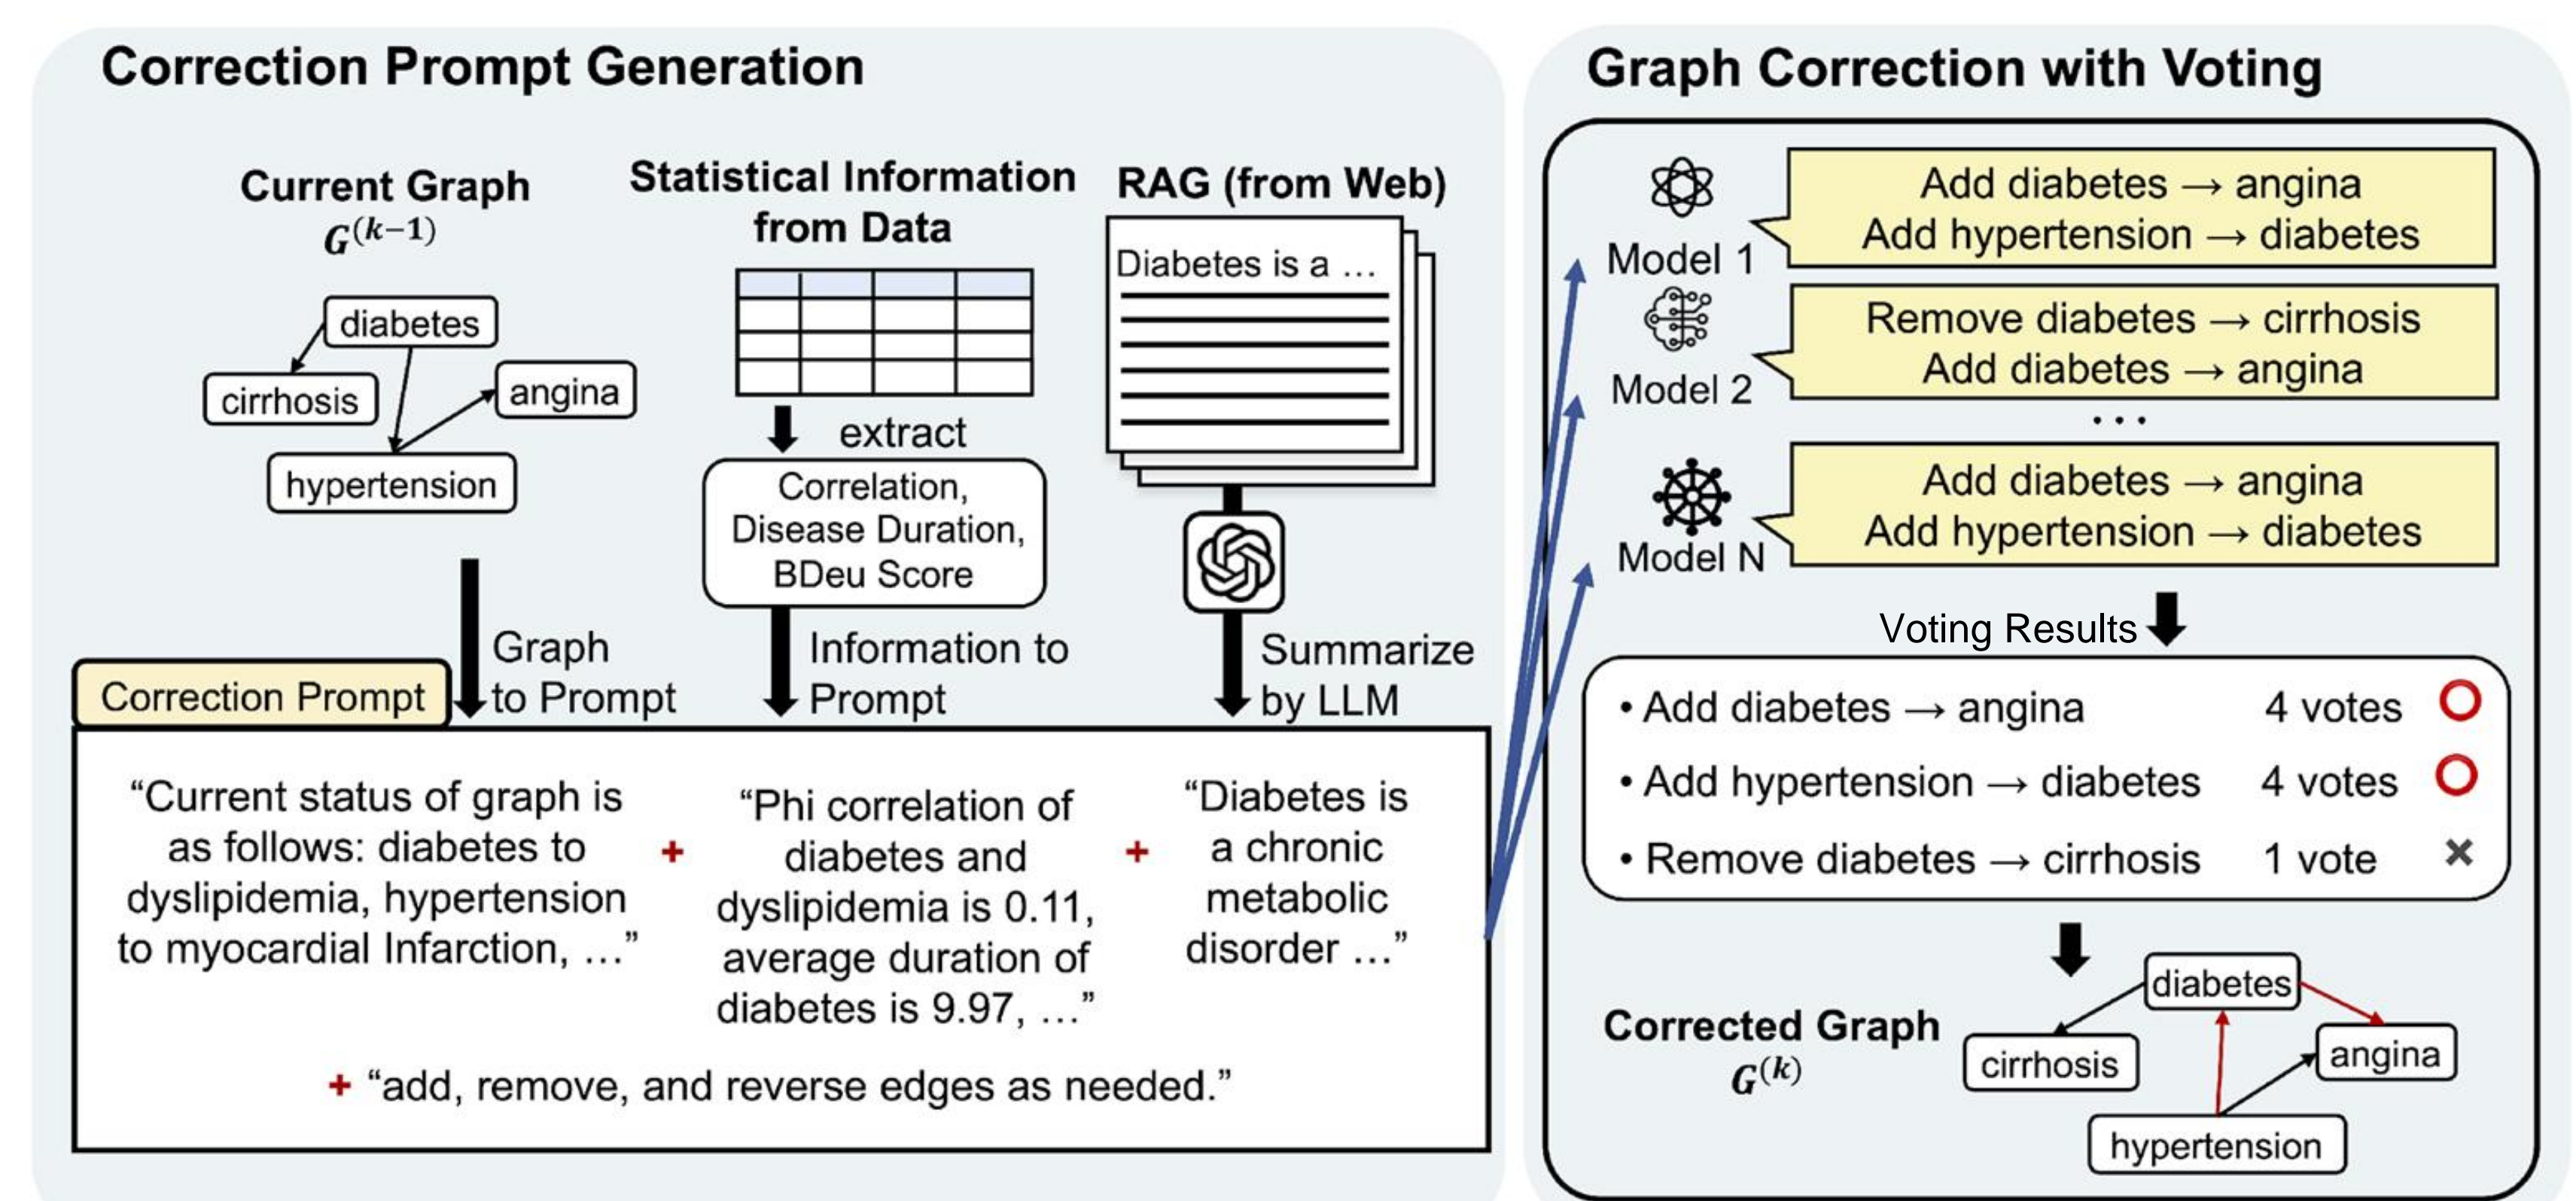 Correction Prompt Generation
Current Graph
G^(k−1)
diabetes
cirrhosis
angina
hypertension
Graph
to Prompt
Statistical Information
from Data
extract
Correlation,
Disease Duration,
BDeu Score
Information to
Prompt
RAG (from Web)
Diabetes is a …
Summarize
by LLM
Correction Prompt
“Current status of graph is
as follows: diabetes to
dyslipidemia, hypertension
to myocardial Infarction, …”
+
“Phi correlation of
diabetes and
dyslipidemia is 0.11,
average duration of
diabetes is 9.97, …”
+
“Diabetes is
a chronic
metabolic
disorder …”
+ “add, remove, and reverse edges as needed.”
Graph Correction with Voting
Model 1
Add diabetes → angina
Add hypertension → diabetes
Model 2
Remove diabetes → cirrhosis
Add diabetes → angina
...
Model N
Add diabetes → angina
Add hypertension → diabetes
Voting Results
• Add diabetes → angina 4 votes
• Add hypertension → diabetes 4 votes
• Remove diabetes → cirrhosis 1 vote
Corrected Graph
G^(k)
diabetes
cirrhosis
angina
hypertension